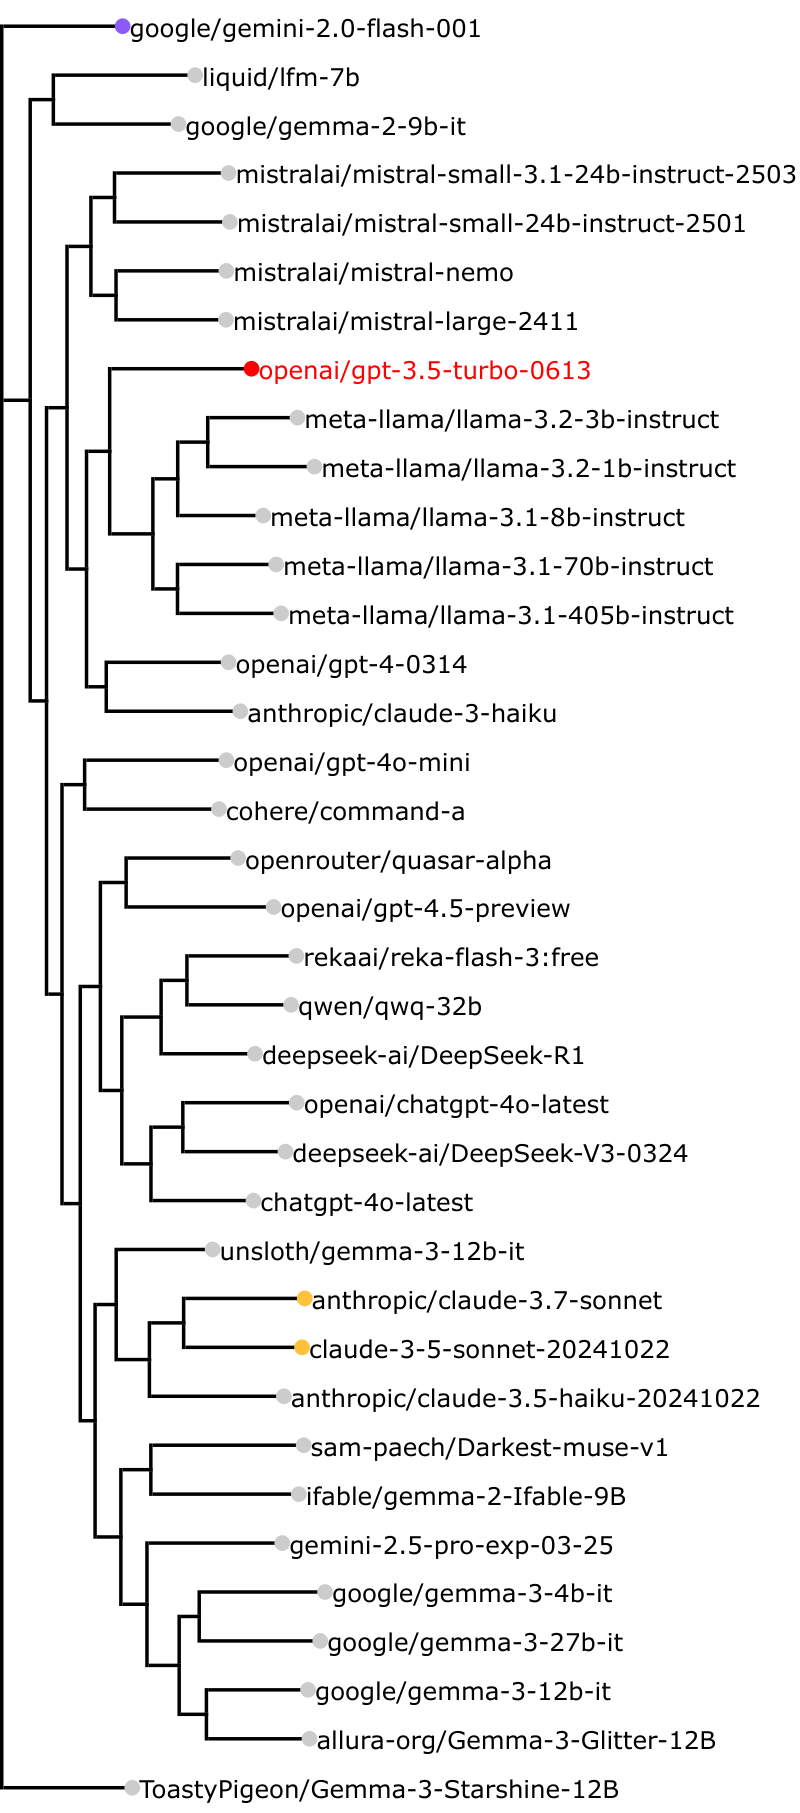 google/gemini-2.0-flash-001
liquid/lfm-7b
google/gemma-2-9b-it
mistralai/mistral-small-3.1-24b-instruct-2503
mistralai/mistral-small-24b-instruct-2501
mistralai/mistral-nemo
mistralai/mistral-large-2411
openai/gpt-3.5-turbo-0613
meta-llama/llama-3.2-3b-instruct
meta-llama/llama-3.2-1b-instruct
meta-llama/llama-3.1-8b-instruct
meta-llama/llama-3.1-70b-instruct
meta-llama/llama-3.1-405b-instruct
openai/gpt-4-0314
anthropic/claude-3-haiku
openai/gpt-4o-mini
cohere/command-a
openrouter/quasar-alpha
openai/gpt-4.5-preview
rekaai/reka-flash-3:free
qwen/qwq-32b
deepseek-ai/DeepSeek-R1
openai/chatgpt-4o-latest
deepseek-ai/DeepSeek-V3-0324
chatgpt-4o-latest
unsloth/gemma-3-12b-it
anthropic/claude-3.7-sonnet
claude-3-5-sonnet-20241022
anthropic/claude-3.5-haiku-20241022
sam-paech/Darkest-muse-v1
ifable/gemma-2-Ifable-9B
gemini-2.5-pro-exp-03-25
google/gemma-3-4b-it
google/gemma-3-27b-it
google/gemma-3-12b-it
allura-org/Gemma-3-Glitter-12B
ToastyPigeon/Gemma-3-Starshine-12B